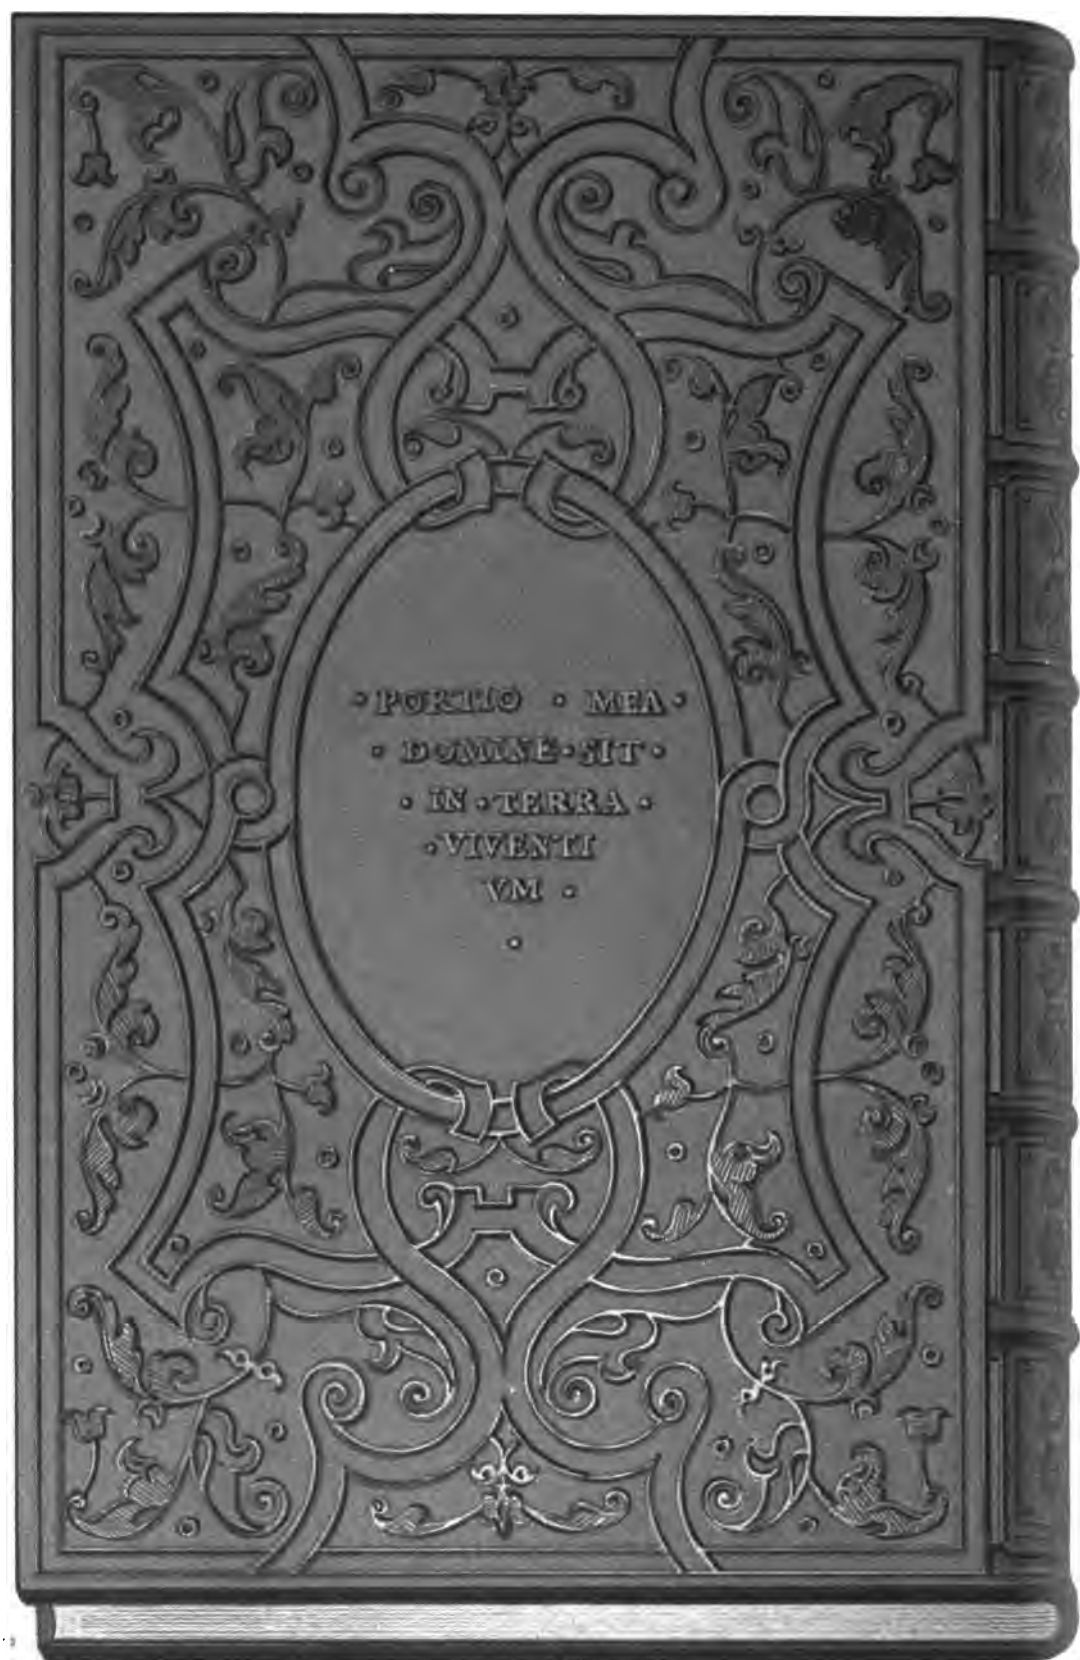 · PORTIO · MEA ·
· DOMINE · SIT ·
· IN · TERRA ·
· VIVENTI
VM ·
·